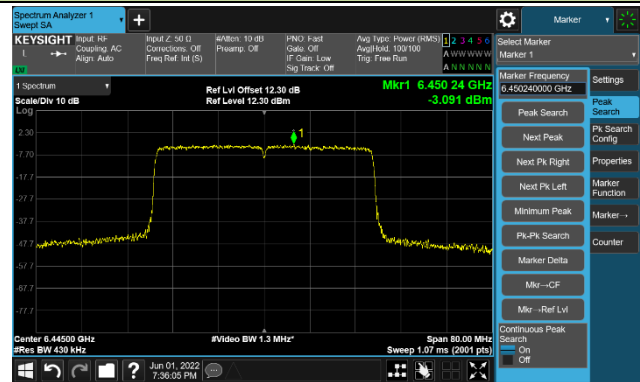 Spectrum Analyzer 1
Swept SA
+
Marker
KEYSIGHT
Input: RF
Coupling: AC
Align: Auto
Input Z: 50 Ω
Corrections: Off
Freq Ref: Int (S)
#Atten: 10 dB
Preamp: Off
PNO: Fast
Gate: Off
IF Gain: Low
Sig Track: Off
Avg Type: Power (RMS)
Avg|Hold: 100/100
Trig: Free Run
1 2 3 4 5 6
A W W W W W
A N N N N N
L
LM
Select Marker
Marker 1
1 Spectrum
Scale/Div 10 dB
Log
Ref Lvl Offset 12.30 dB
Ref Level 12.30 dBm
Mkr1 6.450 24 GHz
-3.091 dBm
1
2.30
-7.70
-17.7
-27.7
-37.7
-47.7
-57.7
-67.7
-77.7
Center 6.44500 GHz
#Res BW 430 kHz
#Video BW 1.3 MHz*
Span 80.00 MHz
Sweep 1.07 ms (2001 pts)
Marker Frequency
6.450240000 GHz
Peak Search
Next Peak
Next Pk Right
Next Pk Left
Minimum Peak
Pk-Pk Search
Marker Delta
Mkr→CF
Mkr→Ref Lvl
Continuous Peak
Search
On
Off
Settings
Peak
Search
Pk Search
Config
Properties
Marker
Function
Marker→
Counter
?
Jun 01, 2022
7:36:05 PM